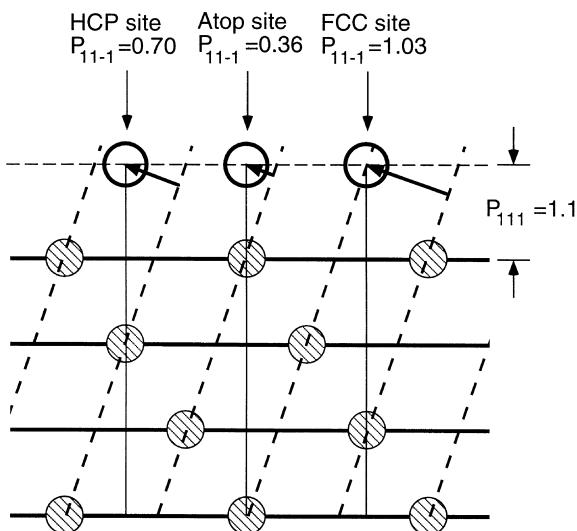 HCP site
P11-1=0.70
Atop site
P11-1=0.36
FCC site
P11-1=1.03
P111=1.1